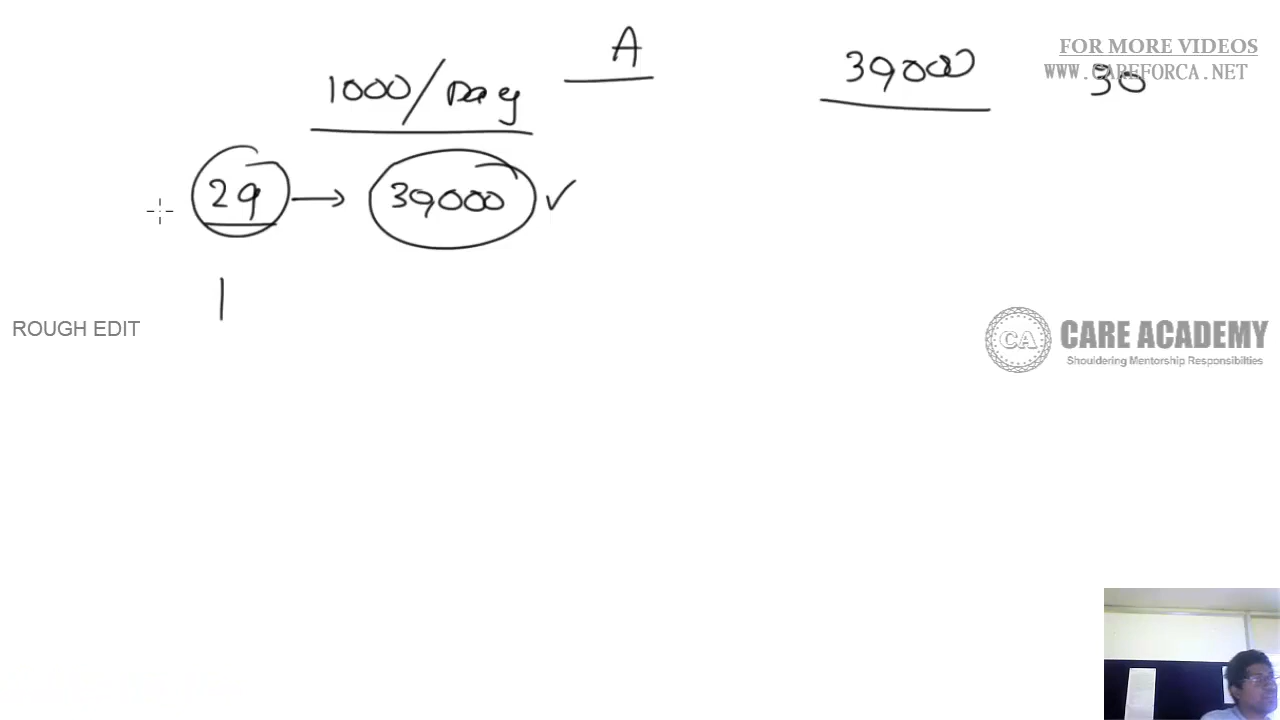 A
39000
30
FOR MORE VIDEOS
WWW.CAREFORCA.NET
1000/Day
29 → 39000 ✓
|
ROUGH EDIT
CA
CARE ACADEMY
Shouldering Mentorship Responsibilties